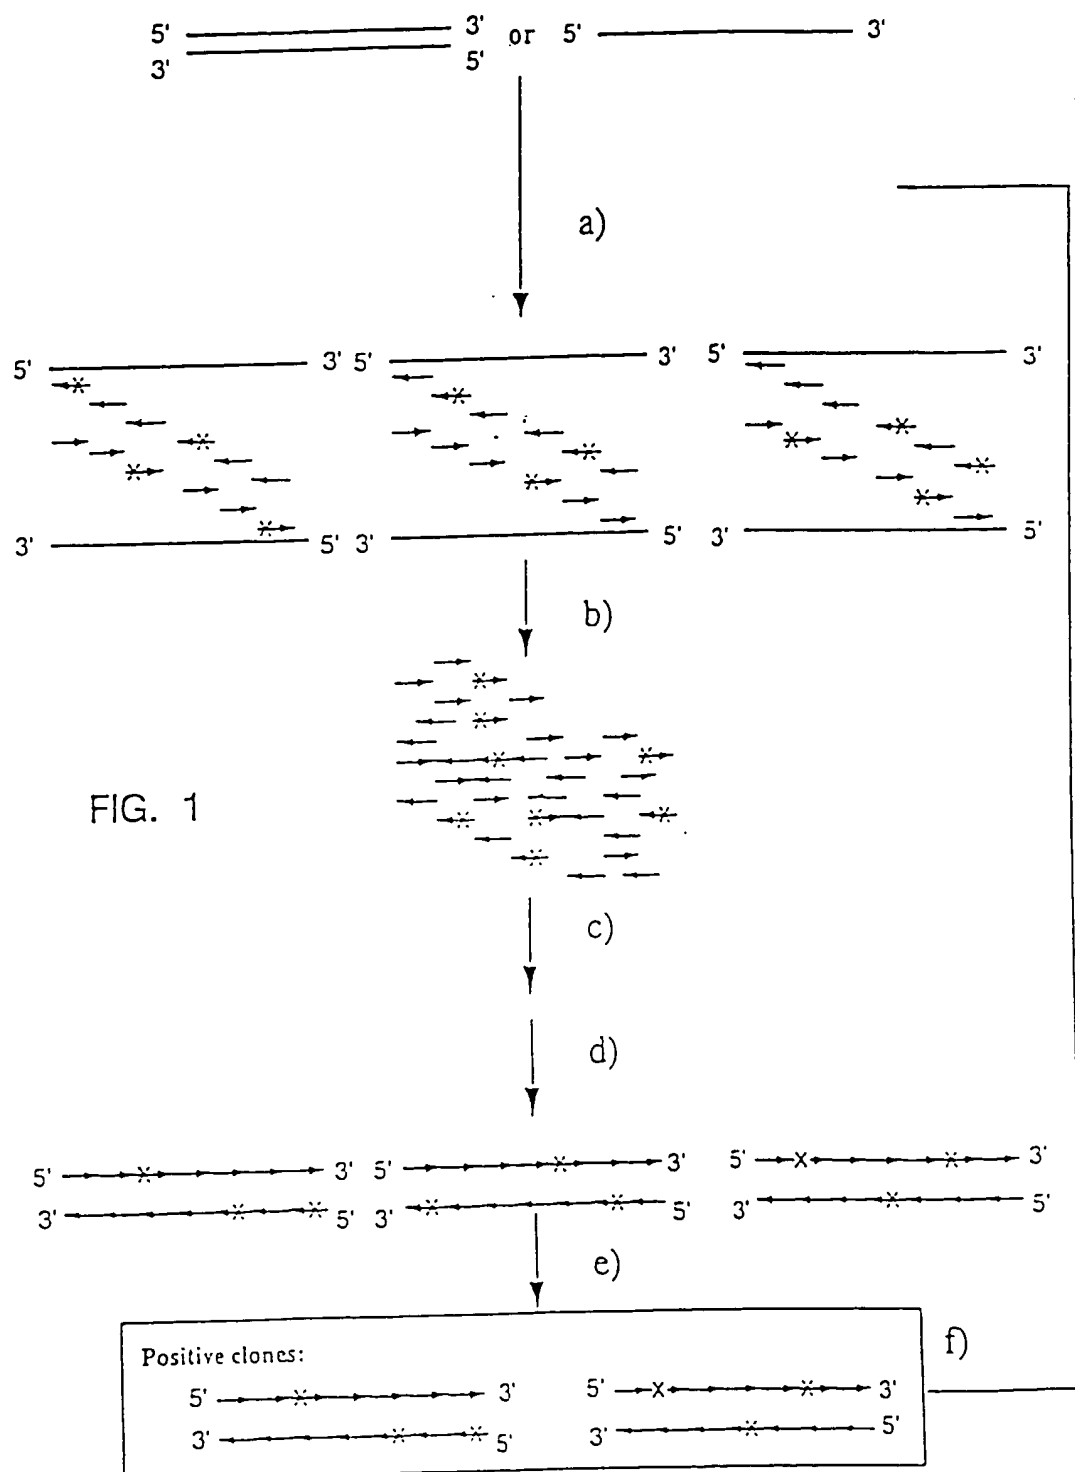 5' 3' or 5' 3'
3' 5'
a)
5' 3' 5' 3' 5' 3'
3' 5' 3' 5' 3' 5'
b)
FIG. 1
c)
d)
5' 3' 5' 3' 5' 3'
3' 5' 3' 5' 3' 5'
e)
f)
Positive clones:
5' 3' 5' 3'
3' 5' 3' 5'